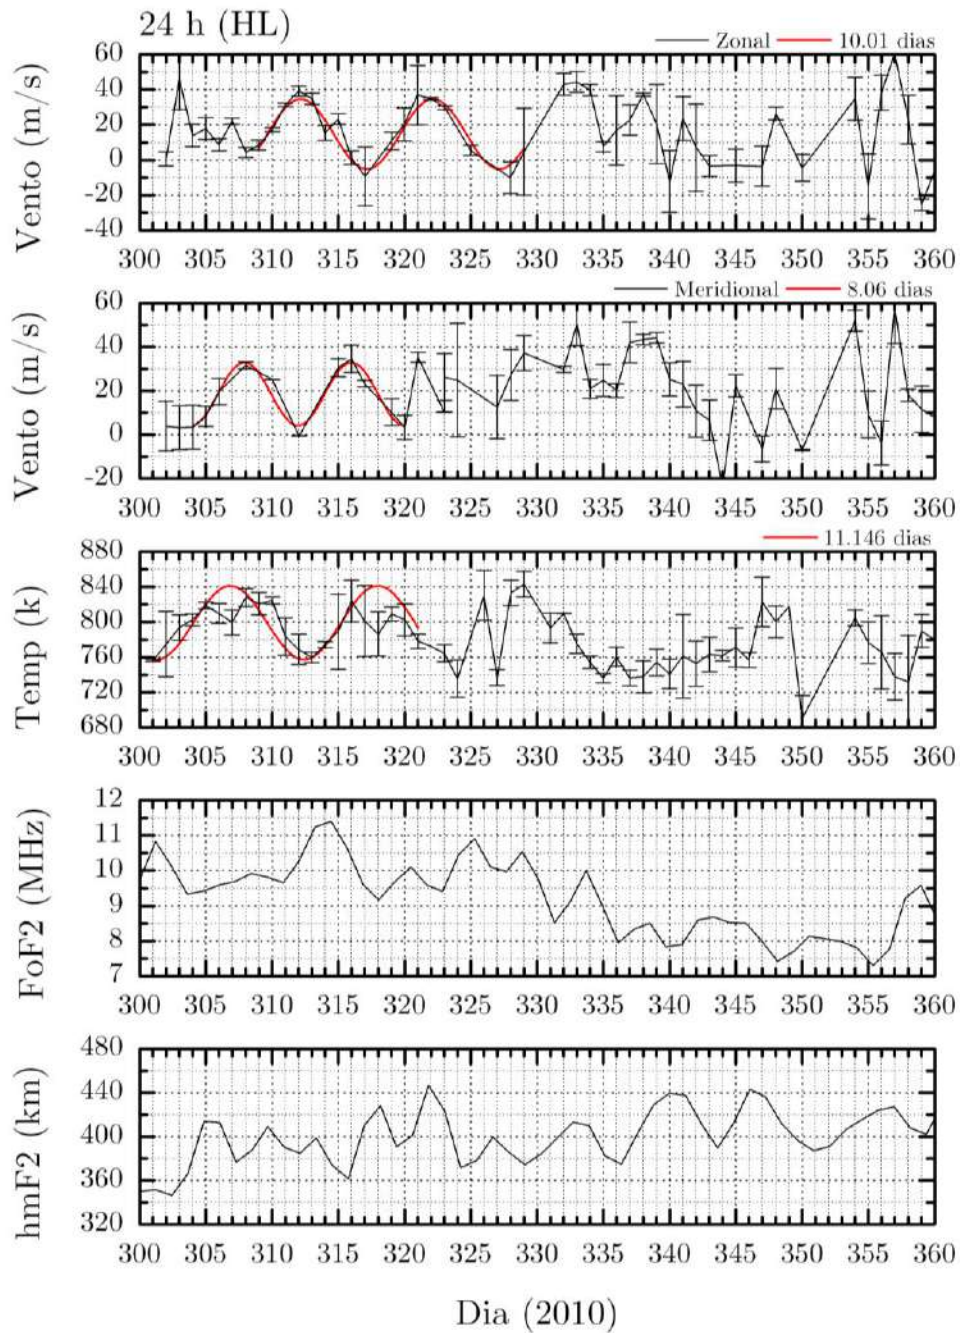 24 h (HL)
Zonal 10.01 dias
Vento (m/s)
60
40
20
0
-20
-40
300 305 310 315 320 325 330 335 340 345 350 355 360
Meridional 8.06 dias
Vento (m/s)
60
40
20
0
-20
300 305 310 315 320 325 330 335 340 345 350 355 360
11.146 dias
Temp (k)
880
840
800
760
720
680
300 305 310 315 320 325 330 335 340 345 350 355 360
FoF2 (MHz)
12
11
10
9
8
7
300 305 310 315 320 325 330 335 340 345 350 355 360
hmF2 (km)
480
440
400
360
320
300 305 310 315 320 325 330 335 340 345 350 355 360
Dia (2010)